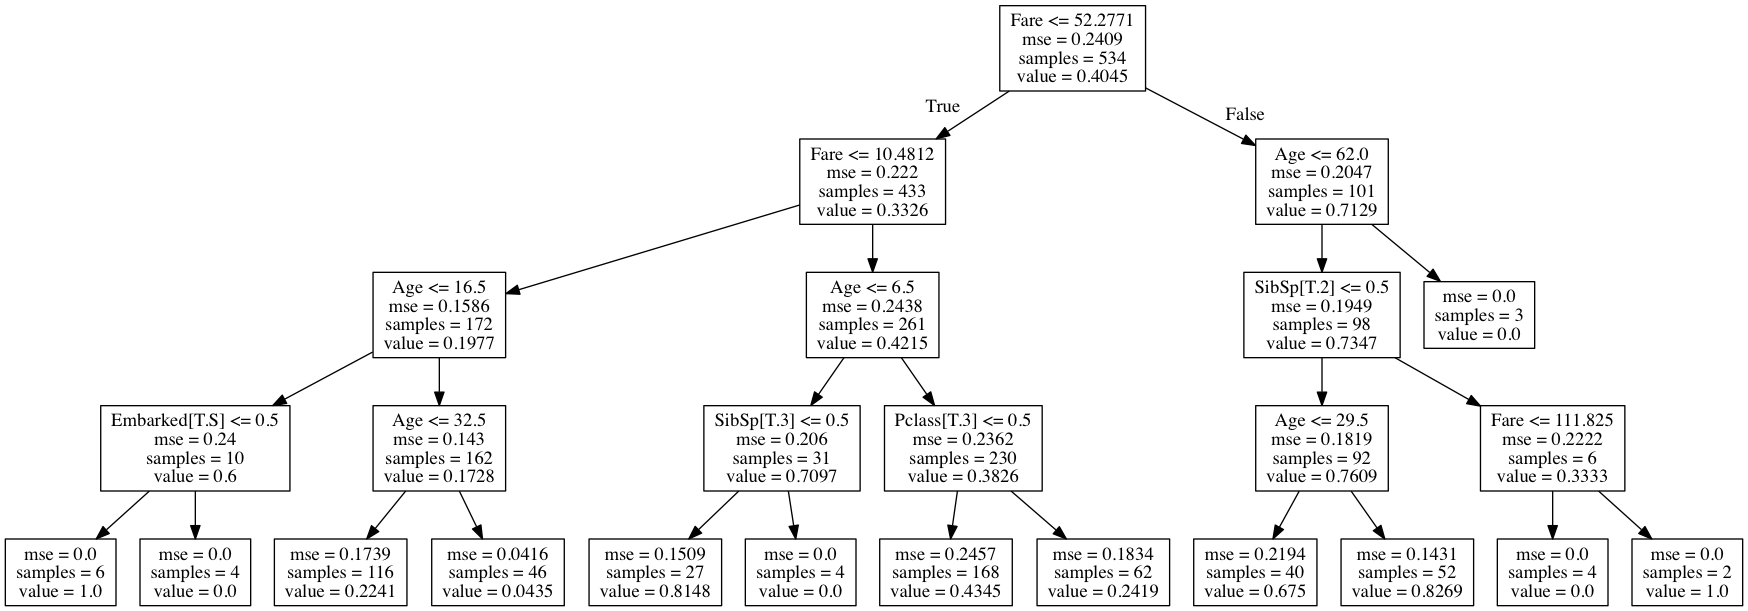 Fare <= 52.2771
mse = 0.2409
samples = 534
value = 0.4045
True
False
Fare <= 10.4812
mse = 0.222
samples = 433
value = 0.3326
Age <= 62.0
mse = 0.2047
samples = 101
value = 0.7129
Age <= 16.5
mse = 0.1586
samples = 172
value = 0.1977
Age <= 6.5
mse = 0.2438
samples = 261
value = 0.4215
SibSp[T.2] <= 0.5
mse = 0.1949
samples = 98
value = 0.7347
mse = 0.0
samples = 3
value = 0.0
Embarked[T.S] <= 0.5
mse = 0.24
samples = 10
value = 0.6
Age <= 32.5
mse = 0.143
samples = 162
value = 0.1728
SibSp[T.3] <= 0.5
mse = 0.206
samples = 31
value = 0.7097
Pclass[T.3] <= 0.5
mse = 0.2362
samples = 230
value = 0.3826
Age <= 29.5
mse = 0.1819
samples = 92
value = 0.7609
Fare <= 111.825
mse = 0.2222
samples = 6
value = 0.3333
mse = 0.0
samples = 6
value = 1.0
mse = 0.0
samples = 4
value = 0.0
mse = 0.1739
samples = 116
value = 0.2241
mse = 0.0416
samples = 46
value = 0.0435
mse = 0.1509
samples = 27
value = 0.8148
mse = 0.0
samples = 4
value = 0.0
mse = 0.2457
samples = 168
value = 0.4345
mse = 0.1834
samples = 62
value = 0.2419
mse = 0.2194
samples = 40
value = 0.675
mse = 0.1431
samples = 52
value = 0.8269
mse = 0.0
samples = 4
value = 0.0
mse = 0.0
samples = 2
value = 1.0